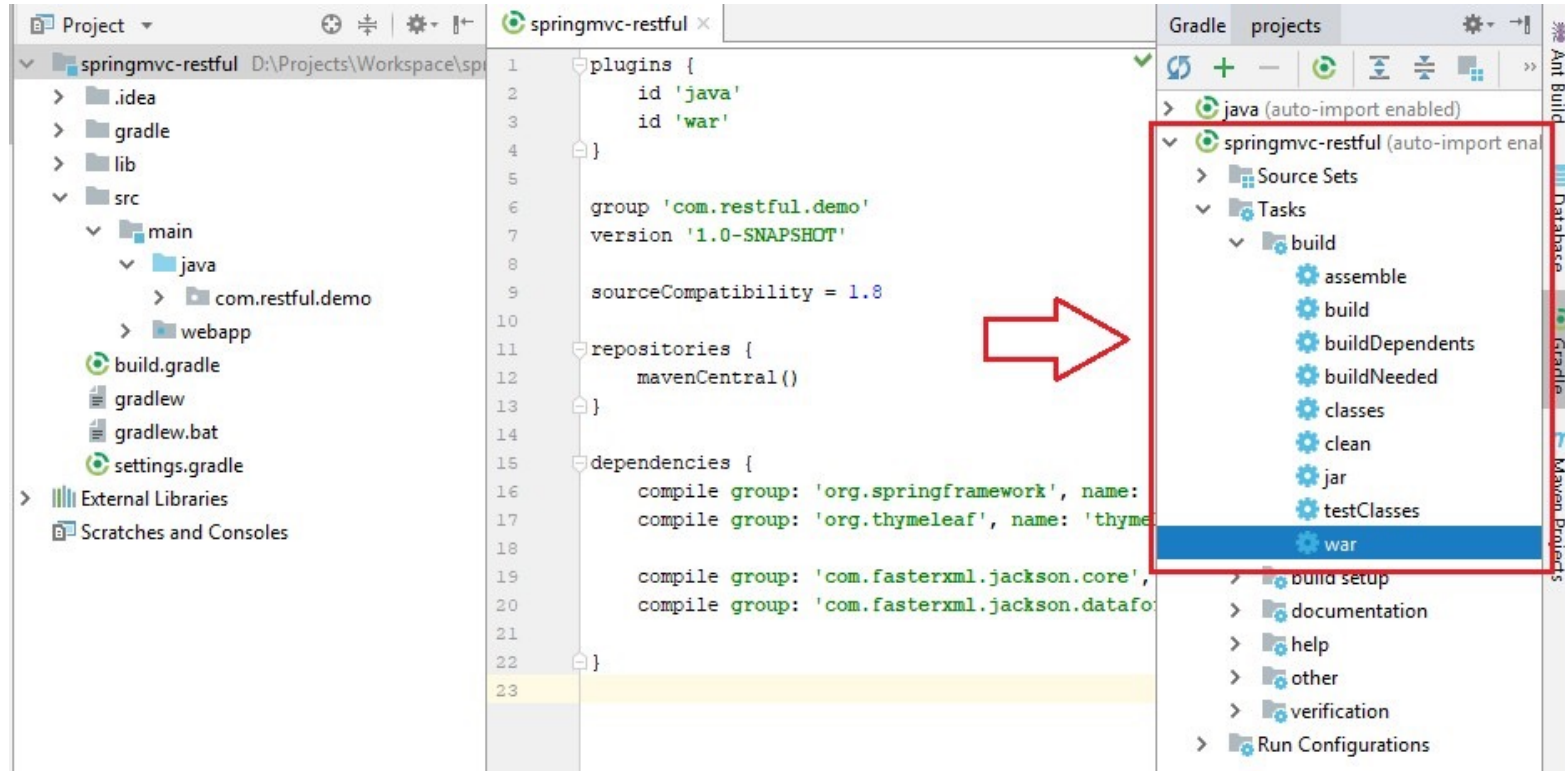 Project
springmvc-restful D:\Projects\Workspace\spr
.idea
gradle
lib
src
main
java
com.restful.demo
webapp
build.gradle
gradlew
gradlew.bat
settings.gradle
External Libraries
Scratches and Consoles
springmvc-restful
1 plugins {
2 id 'java'
3 id 'war'
4 }
5
6 group 'com.restful.demo'
7 version '1.0-SNAPSHOT'
8
9 sourceCompatibility = 1.8
10
11 repositories {
12 mavenCentral()
13 }
14
15 dependencies {
16 compile group: 'org.springframework', name:
17 compile group: 'org.thymeleaf', name: 'thymel
18
19 compile group: 'com.fasterxml.jackson.core',
20 compile group: 'com.fasterxml.jackson.datafo
21
22 }
23
Gradle projects
java (auto-import enabled)
springmvc-restful (auto-import enal
Source Sets
Tasks
build
assemble
build
buildDependents
buildNeeded
classes
clean
jar
testClasses
war
build setup
documentation
help
other
verification
Run Configurations
Ant Build
Database
Gradle
Maven Projects